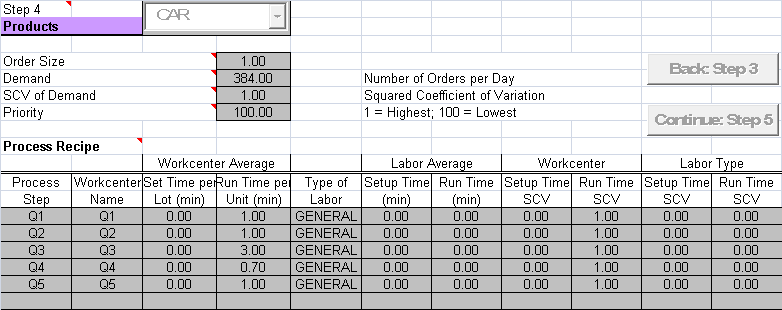 Step 4
CAR
Products
Order Size 1.00
Demand 384.00 Number of Orders per Day
SCV of Demand 1.00 Squared Coefficient of Variation
Priority 100.00 1 = Highest; 100 = Lowest
Back: Step 3
Continue: Step 5
Process Recipe
Workcenter Average Labor Average Workcenter Labor Type
Process Workcenter Set Time per Run Time per Type of Setup Time Run Time Setup Time Run Time Setup Time Run Time
Step Name Lot (min) Unit (min) Labor (min) (min) SCV SCV SCV SCV
Q1 Q1 0.00 1.00 GENERAL 0.00 0.00 0.00 1.00 0.00 0.00
Q2 Q2 0.00 1.00 GENERAL 0.00 0.00 0.00 1.00 0.00 0.00
Q3 Q3 0.00 3.00 GENERAL 0.00 0.00 0.00 1.00 0.00 0.00
Q4 Q4 0.00 0.70 GENERAL 0.00 0.00 0.00 1.00 0.00 0.00
Q5 Q5 0.00 1.00 GENERAL 0.00 0.00 0.00 1.00 0.00 0.00